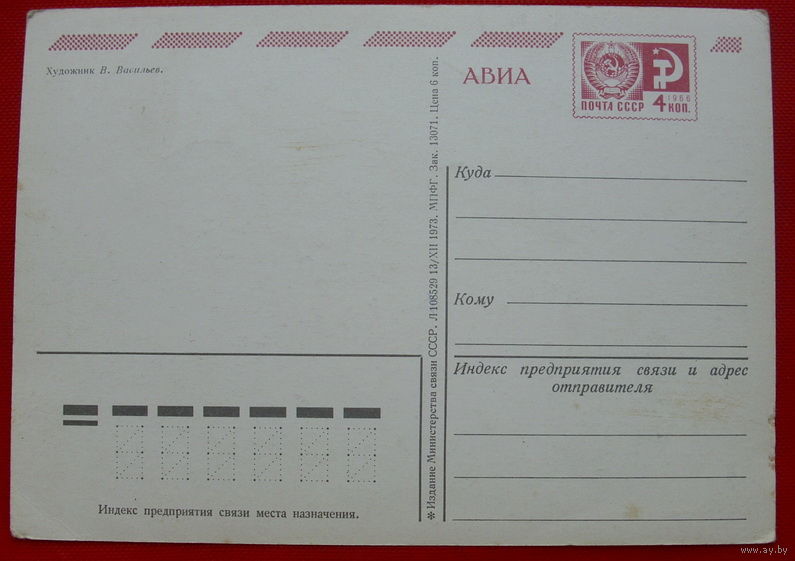 Художник В. Васильев.
АВИА
ПОЧТА СССР
1966
4 КОП.
✻ Издание Министерства связи СССР. Л 108529 13/XII 1973. МПФГ. Зак. 13071. Цена 6 коп.
Куда
Кому
Индекс предприятия связи и адрес
отправителя
Индекс предприятия связи места назначения.
www.ay.by